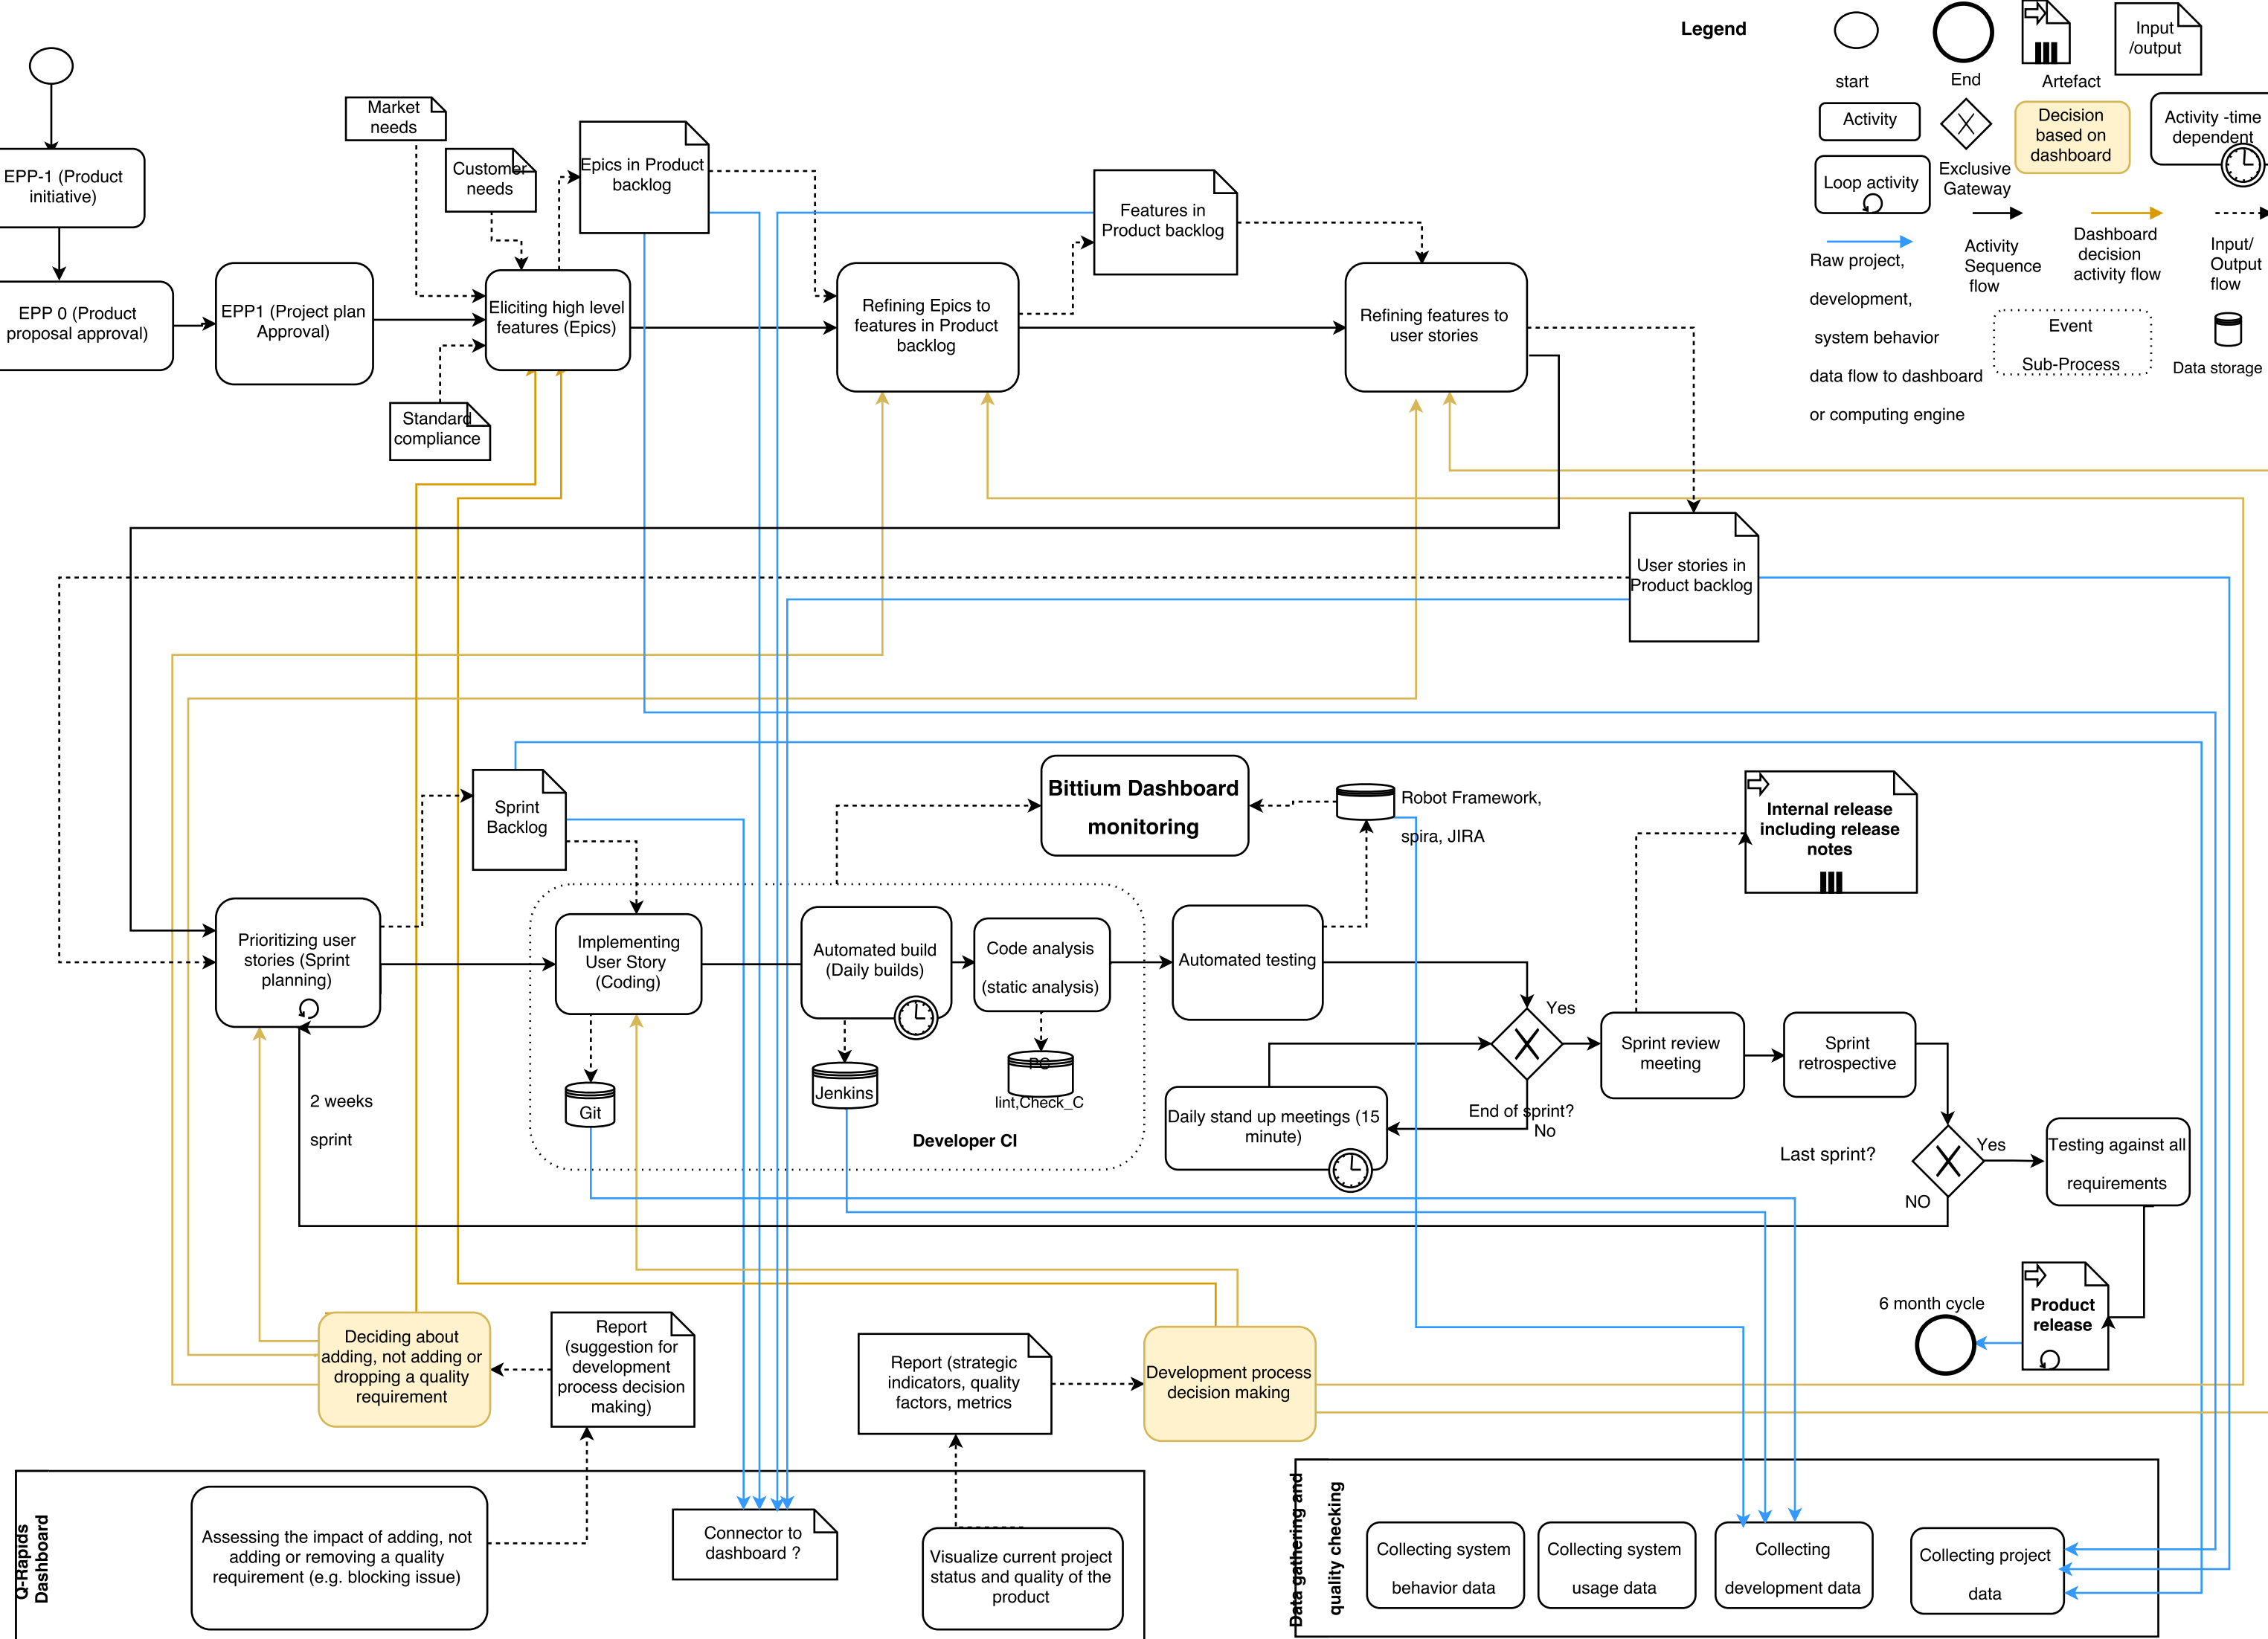 Legend
start
End
Artefact
Input
/output
Activity
Exclusive
Gateway
Decision
based on
dashboard
Activity -time
dependent
Loop activity
Raw project,
development,
system behavior
data flow to dashboard
or computing engine
Activity
Sequence
flow
Dashboard
decision
activity flow
Input/
Output
flow
Event
Sub-Process
Data storage
EPP-1 (Product
initiative)
EPP 0 (Product
proposal approval)
EPP1 (Project plan
Approval)
Market
needs
Customer
needs
Standard
compliance
Eliciting high level
features (Epics)
Epics in Product
backlog
Refining Epics to
features in Product
backlog
Features in
Product backlog
Refining features to
user stories
User stories in
Product backlog
Sprint
Backlog
Bittium Dashboard
monitoring
Robot Framework,
spira, JIRA
Internal release
including release
notes
Prioritizing user
stories (Sprint
planning)
2 weeks
sprint
Implementing
User Story
(Coding)
Automated build
(Daily builds)
Code analysis
(static analysis)
Git
Jenkins
PC
lint,Check_C
Developer CI
Automated testing
Yes
End of sprint?
No
Daily stand up meetings (15
minute)
Sprint review
meeting
Sprint
retrospective
Last sprint?
Yes
NO
Testing against all
requirements
Product
release
6 month cycle
Deciding about
adding, not adding or
dropping a quality
requirement
Report
(suggestion for
development
process decision
making)
Report (strategic
indicators, quality
factors, metrics
Development process
decision making
Q-Rapids
Dashboard
Assessing the impact of adding, not
adding or removing a quality
requirement (e.g. blocking issue)
Connector to
dashboard ?
Visualize current project
status and quality of the
product
Data gathering and
quality checking
Collecting system
behavior data
Collecting system
usage data
Collecting
development data
Collecting project
data